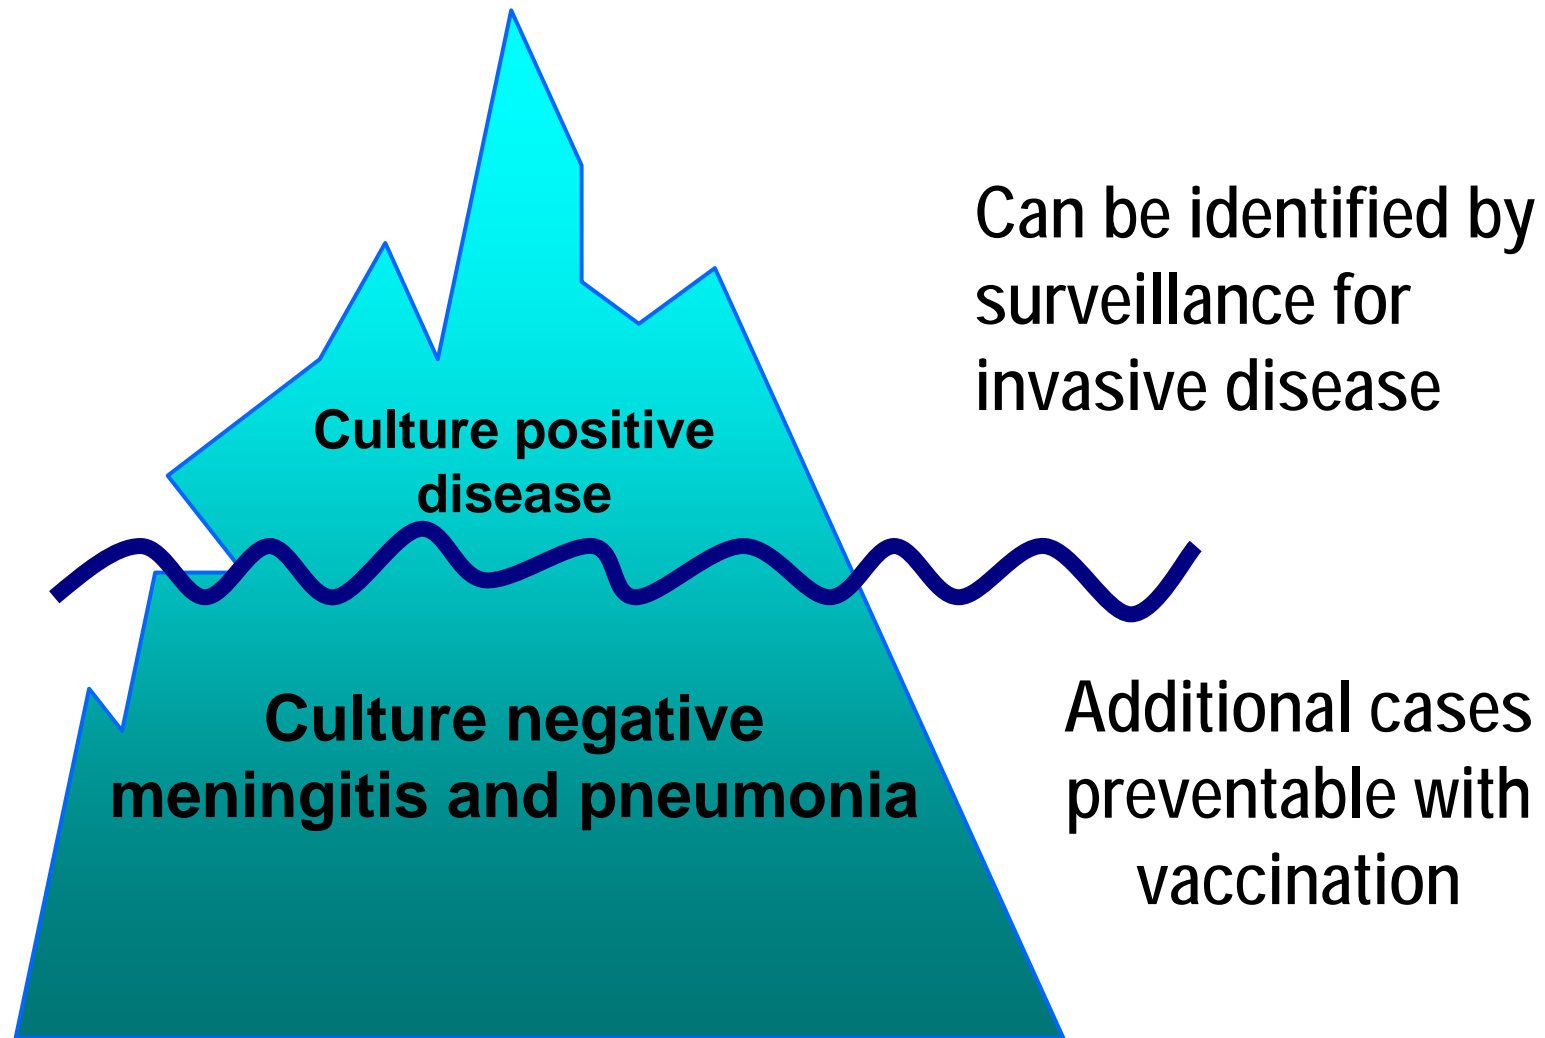 Can be identified by
surveillance for
invasive disease
Culture positive
disease
Culture negative
meningitis and pneumonia
Additional cases
preventable with
vaccination